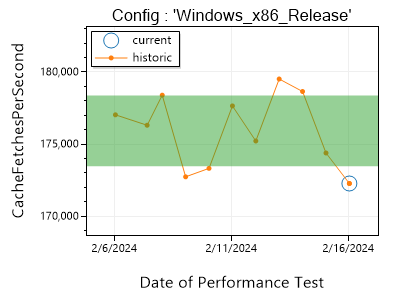 Config : 'Windows_x86_Release'
current
historic
CacheFetchesPerSecond
180,000
175,000
170,000
2/6/2024
2/11/2024
2/16/2024
Date of Performance Test